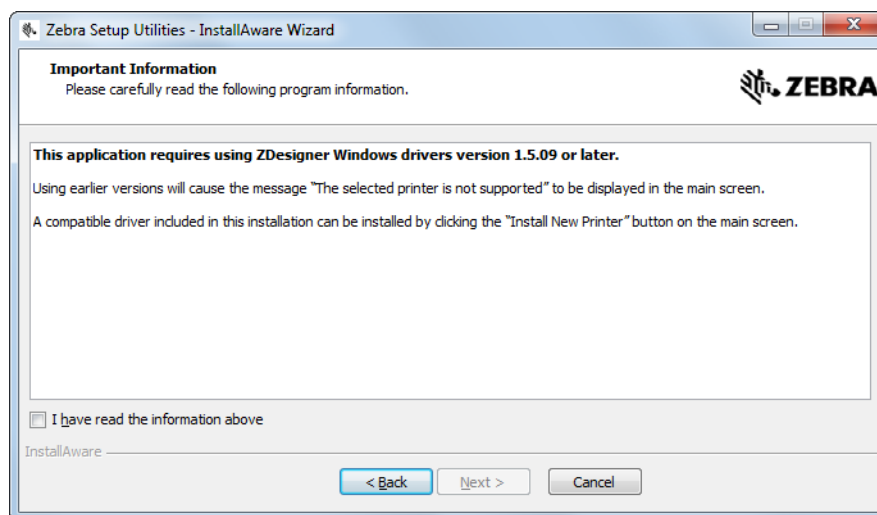 Zebra Setup Utilities - InstallAware Wizard
Important Information
Please carefully read the following program information.
ZEBRA
This application requires using ZDesigner Windows drivers version 1.5.09 or later.
Using earlier versions will cause the message “The selected printer is not supported” to be displayed in the main screen.
A compatible driver included in this installation can be installed by clicking the “Install New Printer” button on the main screen.
I have read the information above
InstallAware
< Back
Next >
Cancel